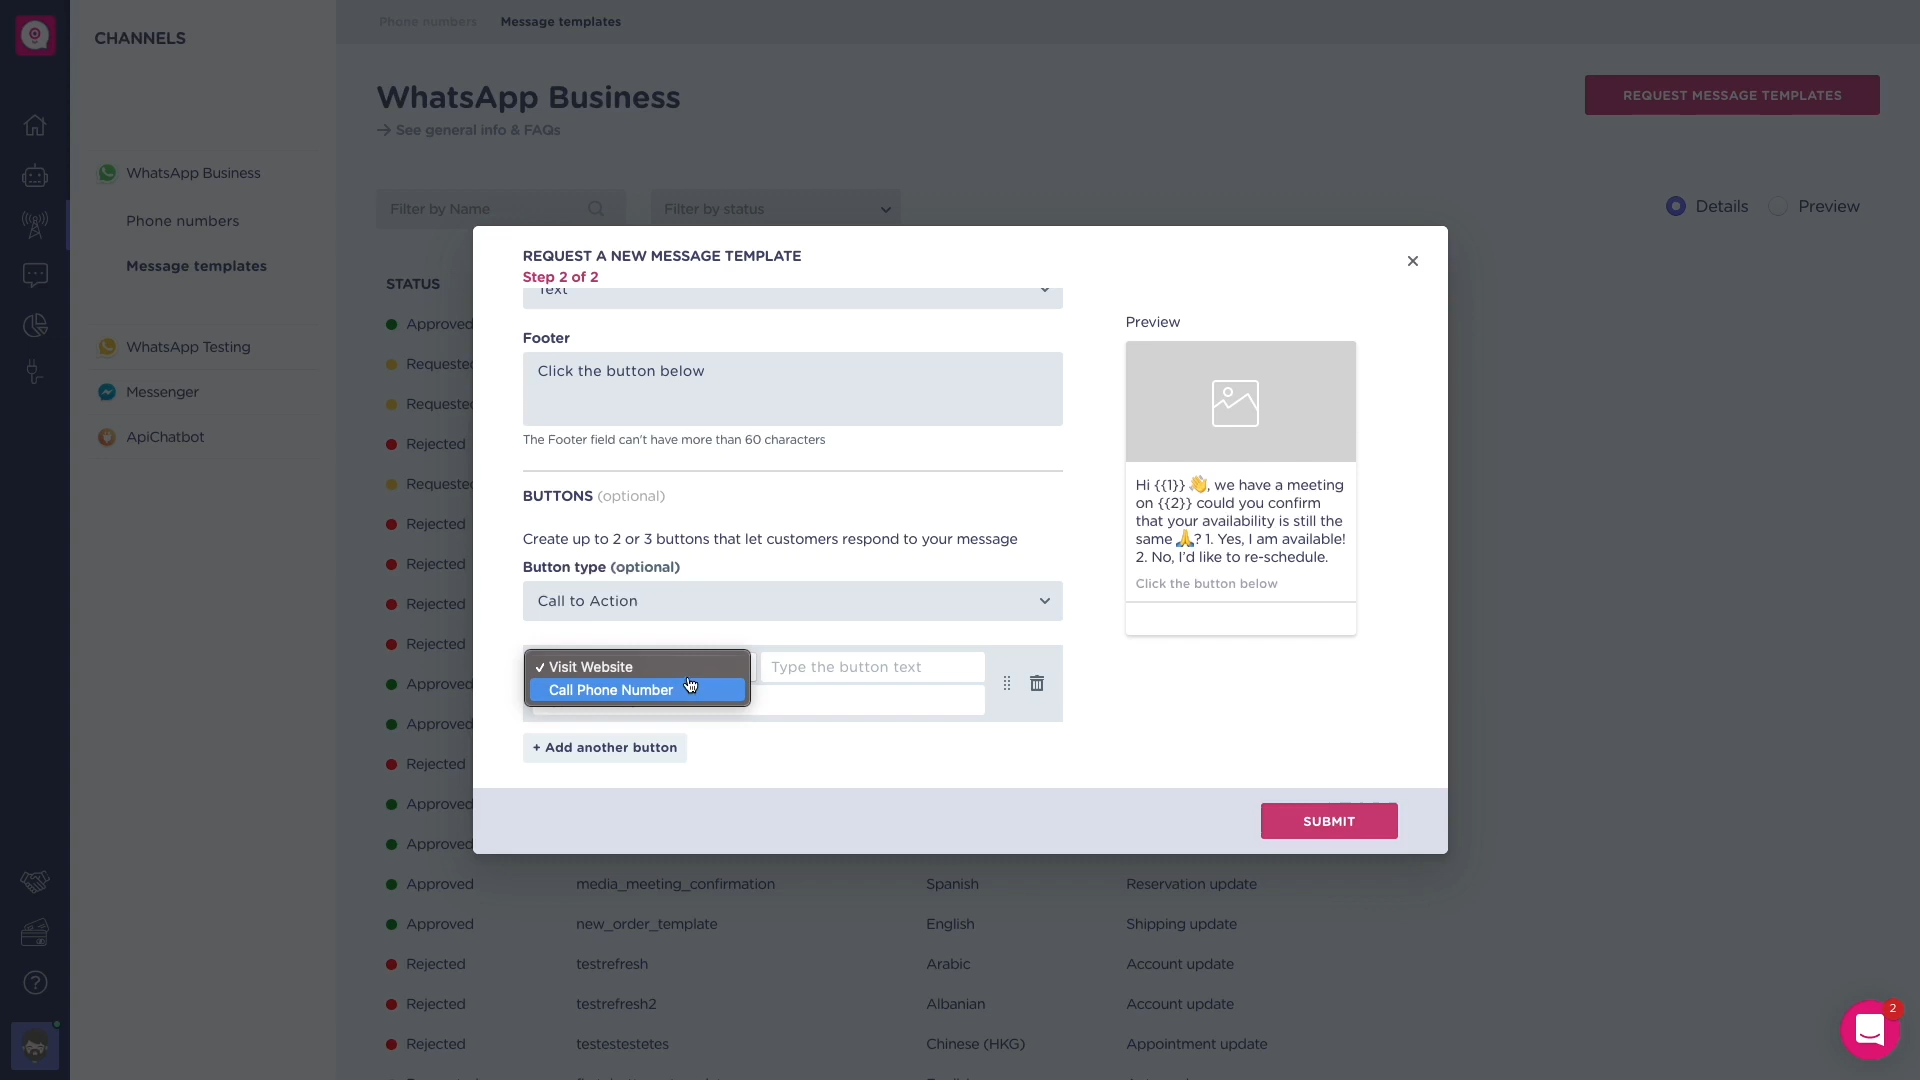 Phone numbers
Message templates
CHANNELS
WhatsApp Business
REQUEST MESSAGE TEMPLATES
→ See general info & FAQs
WhatsApp Business
Phone numbers
Message templates
WhatsApp Testing
Messenger
ApiChatbot
Filter by Name
Filter by status
Details
Preview
STATUS
Approved
Requested
Requested
Rejected
Requested
Rejected
Rejected
Rejected
Rejected
Approved
Approved
Rejected
Approved
Approved
REQUEST A NEW MESSAGE TEMPLATE
Step 2 of 2
Text
Footer
Click the button below
The Footer field can't have more than 60 characters
BUTTONS (optional)
Create up to 2 or 3 buttons that let customers respond to your message
Button type (optional)
Call to Action
✓ Visit Website
Call Phone Number
Type the button text
+ Add another button
Preview
Hi {{1}} 👋, we have a meeting
on {{2}} could you confirm
that your availability is still the
same 🙏? 1. Yes, I am available!
2. No, I'd like to re-schedule.
Click the button below
SUBMIT
Approved media_meeting_confirmation Spanish Reservation update
Approved new_order_template English Shipping update
Rejected testrefresh Arabic Account update
Rejected testrefresh2 Albanian Account update
Rejected testestestetes Chinese (HKG) Appointment update
2